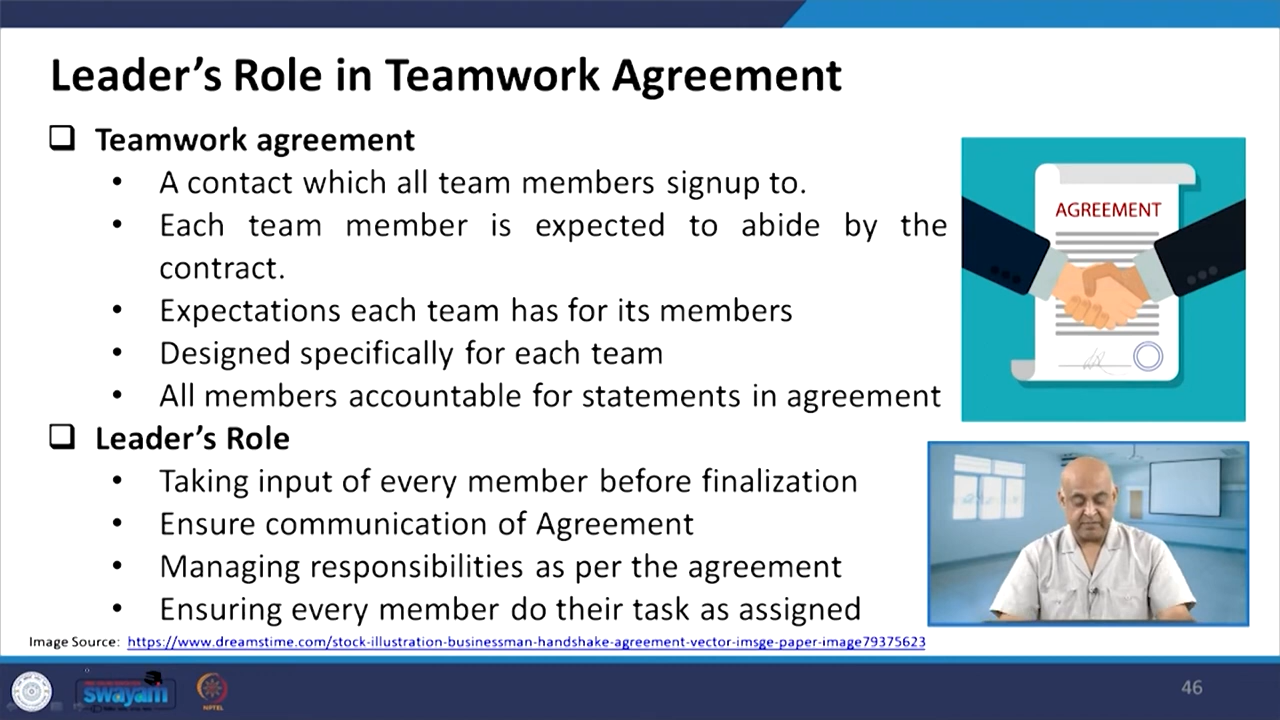 Leader's Role in Teamwork Agreement
Teamwork agreement
• A contact which all team members signup to.
• Each team member is expected to abide by the
contract.
• Expectations each team has for its members
• Designed specifically for each team
• All members accountable for statements in agreement
AGREEMENT
Leader's Role
• Taking input of every member before finalization
• Ensure communication of Agreement
• Managing responsibilities as per the agreement
• Ensuring every member do their task as assigned
Image Source: https://www.dreamstime.com/stock-illustration-businessman-handshake-agreement-vector-imsge-paper-image79375623
swayam
NPTEL
46